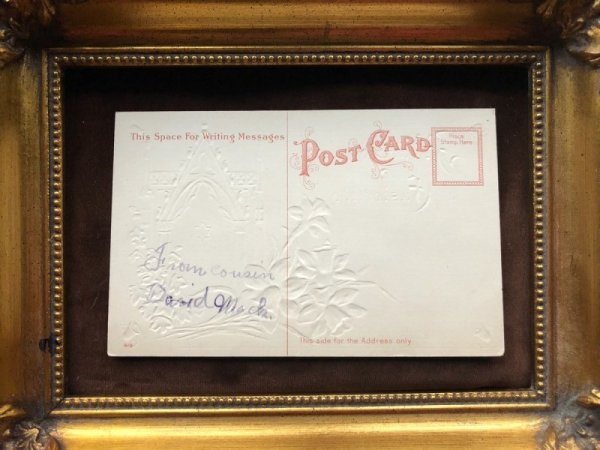 This Space For Writing Messages
POST CARD
Place
Stamp Here
From cousin
David
This side for the Address only